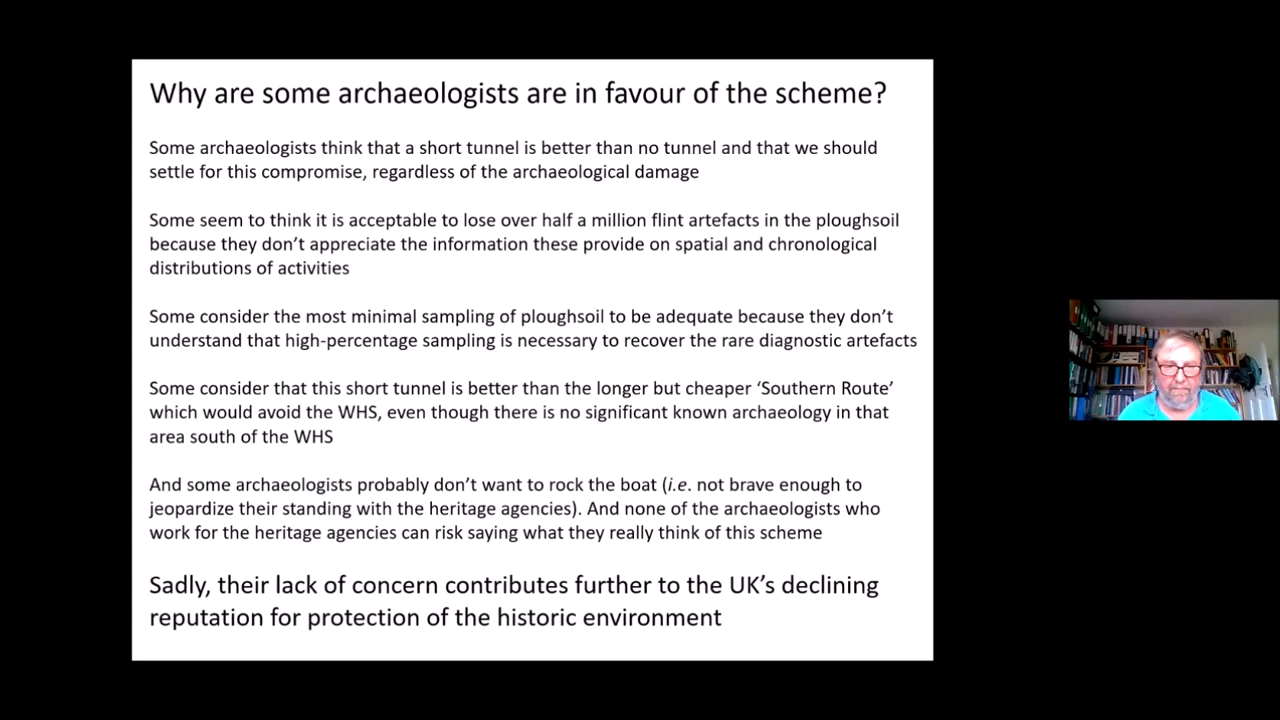 Why are some archaeologists are in favour of the scheme?
Some archaeologists think that a short tunnel is better than no tunnel and that we should
settle for this compromise, regardless of the archaeological damage
Some seem to think it is acceptable to lose over half a million flint artefacts in the ploughsoil
because they don’t appreciate the information these provide on spatial and chronological
distributions of activities
Some consider the most minimal sampling of ploughsoil to be adequate because they don’t
understand that high-percentage sampling is necessary to recover the rare diagnostic artefacts
Some consider that this short tunnel is better than the longer but cheaper ‘Southern Route’
which would avoid the WHS, even though there is no significant known archaeology in that
area south of the WHS
And some archaeologists probably don’t want to rock the boat (i.e. not brave enough to
jeopardize their standing with the heritage agencies). And none of the archaeologists who
work for the heritage agencies can risk saying what they really think of this scheme
Sadly, their lack of concern contributes further to the UK’s declining
reputation for protection of the historic environment